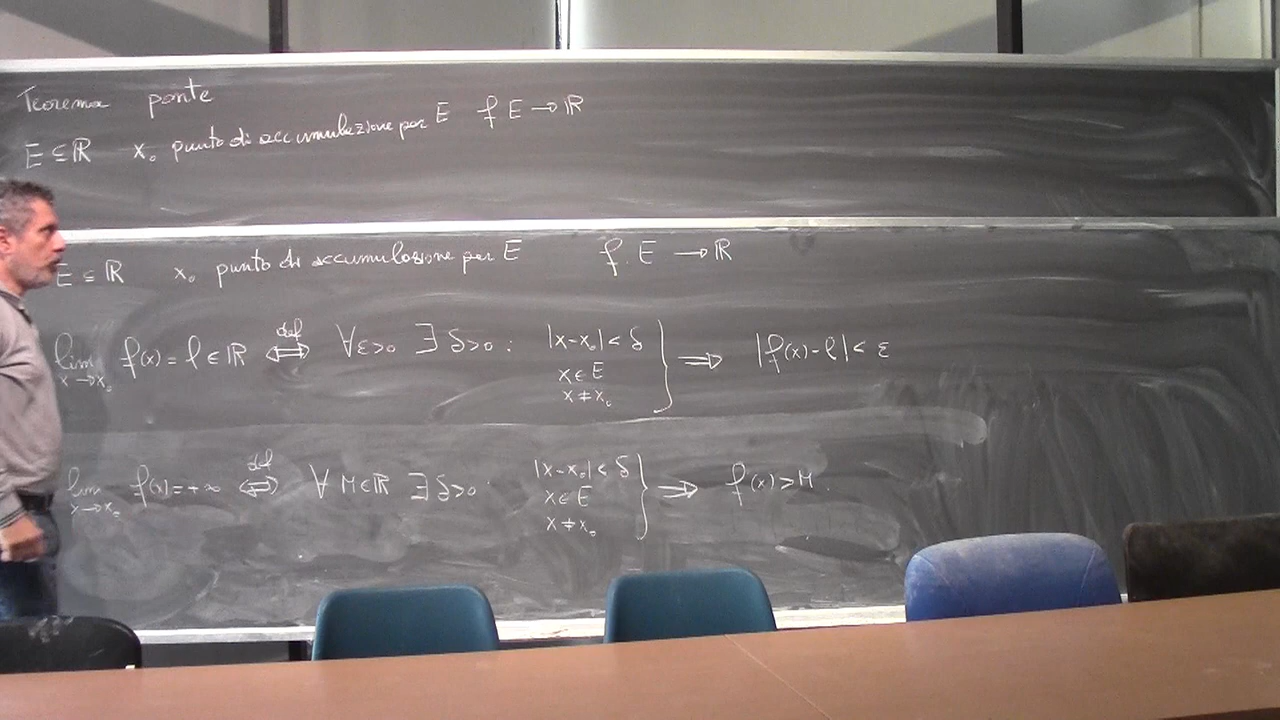 Teorema ponte
E ⊆ ℝ x₀ punto di accumulazione per E f E → ℝ
E ⊆ ℝ x₀ punto di accumulazione per E f: E → ℝ
lim x→x₀ f(x) = ℓ ∈ ℝ ⇔ def ∀ε>0 ∃δ>0 : |x-x₀| < δ x ∈ E x ≠ x₀ } ⇒ |f(x)-ℓ| < ε
lim x→x₀ f(x) = +∞ ⇔ def ∀ M∈ℝ ∃δ>0 : |x-x₀| < δ x ∈ E x ≠ x₀ } ⇒ f(x) > M.